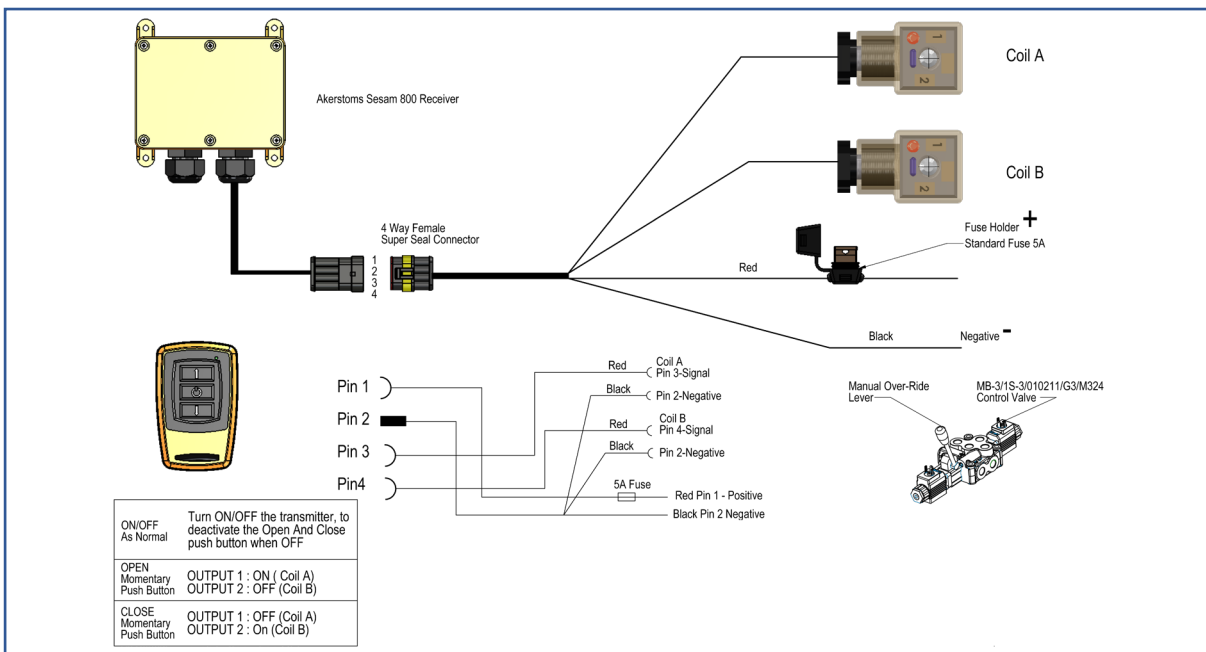 Akerstoms Sesam 800 Receiver
1
2
Coil A
1
2
Coil B
4 Way Female
Super Seal Connector
1
2
3
4
Fuse Holder +
Standard Fuse 5A
Red
Black
Negative -
Pin 1
Pin 2
Pin 3
Pin4
Red
Coil A
Pin 3-Signal
Black
Pin 2-Negative
Red
Coil B
Pin 4-Signal
Black
Pin 2-Negative
5A Fuse
Red Pin 1 - Positive
Black Pin 2 Negative
Manual Over-Ride
Lever
MB-3/1S-3/010211/G3/M324
Control Valve
ON/OFF
As Normal
Turn ON/OFF the transmitter, to
deactivate the Open And Close
push button when OFF
OPEN
Momentary
Push Button
OUTPUT 1 : ON ( Coil A)
OUTPUT 2 : OFF (Coil B)
CLOSE
Momentary
Push Button
OUTPUT 1 : OFF (Coil A)
OUTPUT 2 : On (Coil B)